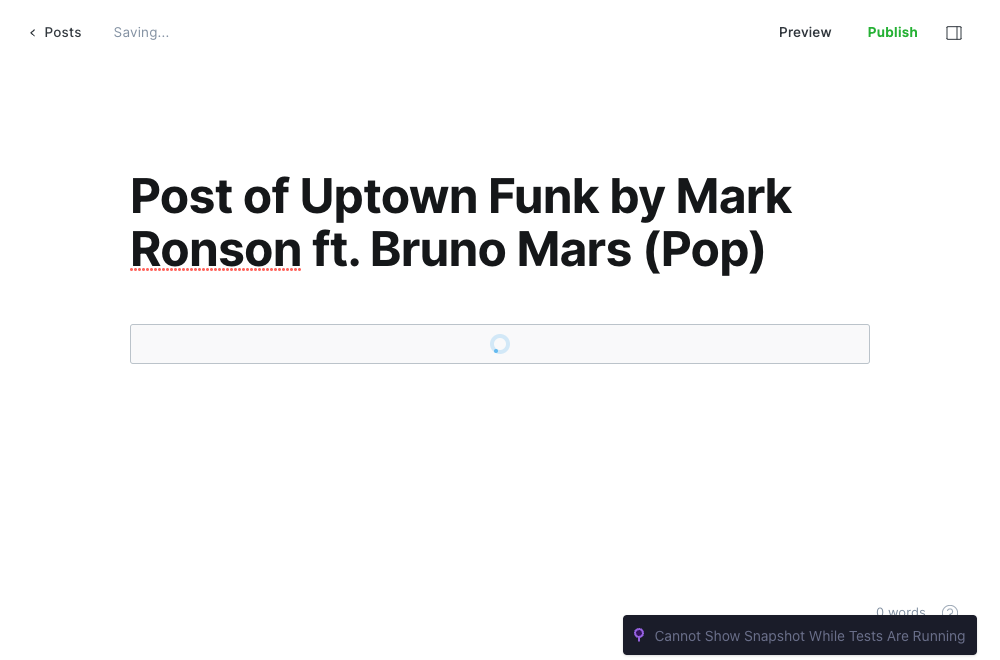 Posts
Saving...
Preview
Publish
Post of Uptown Funk by Mark
Ronson ft. Bruno Mars (Pop)
0 words
?
Cannot Show Snapshot While Tests Are Running